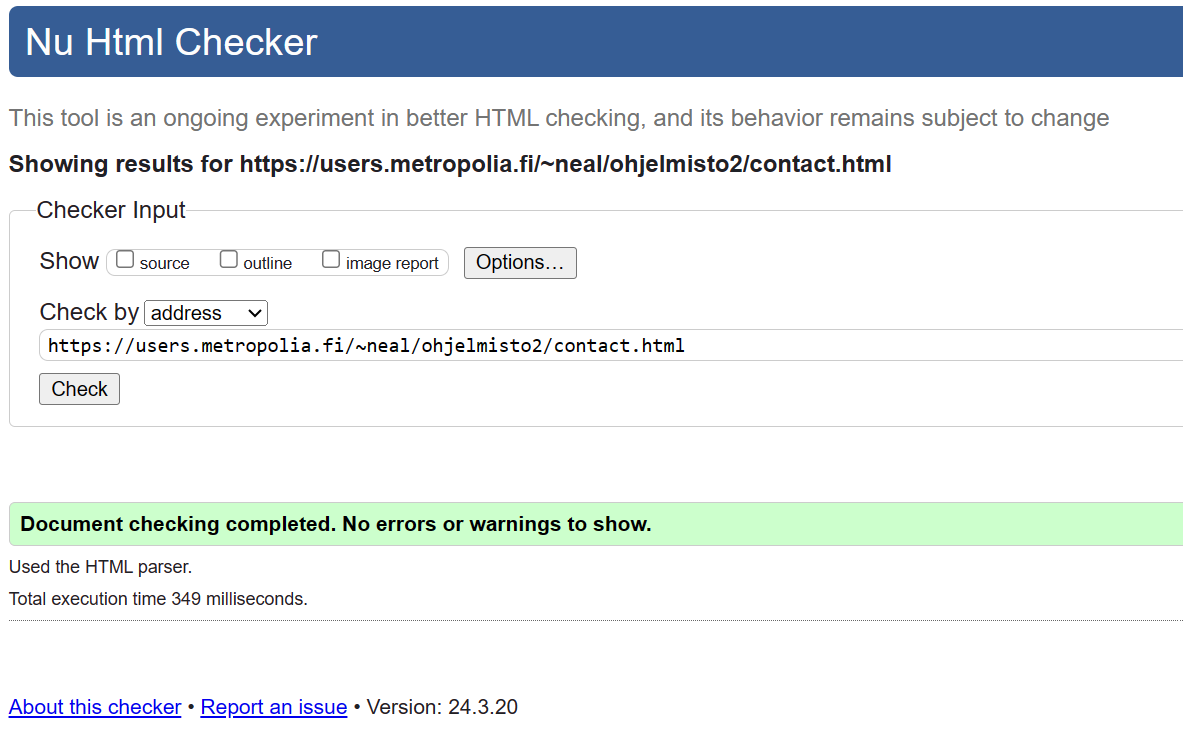 Nu Html Checker
This tool is an ongoing experiment in better HTML checking, and its behavior remains subject to change
Showing results for https://users.metropolia.fi/~neal/ohjelmisto2/contact.html
Checker Input
Show source outline image report Options…
Check by address
https://users.metropolia.fi/~neal/ohjelmisto2/contact.html
Check
Document checking completed. No errors or warnings to show.
Used the HTML parser.
Total execution time 349 milliseconds.
About this checker • Report an issue • Version: 24.3.20